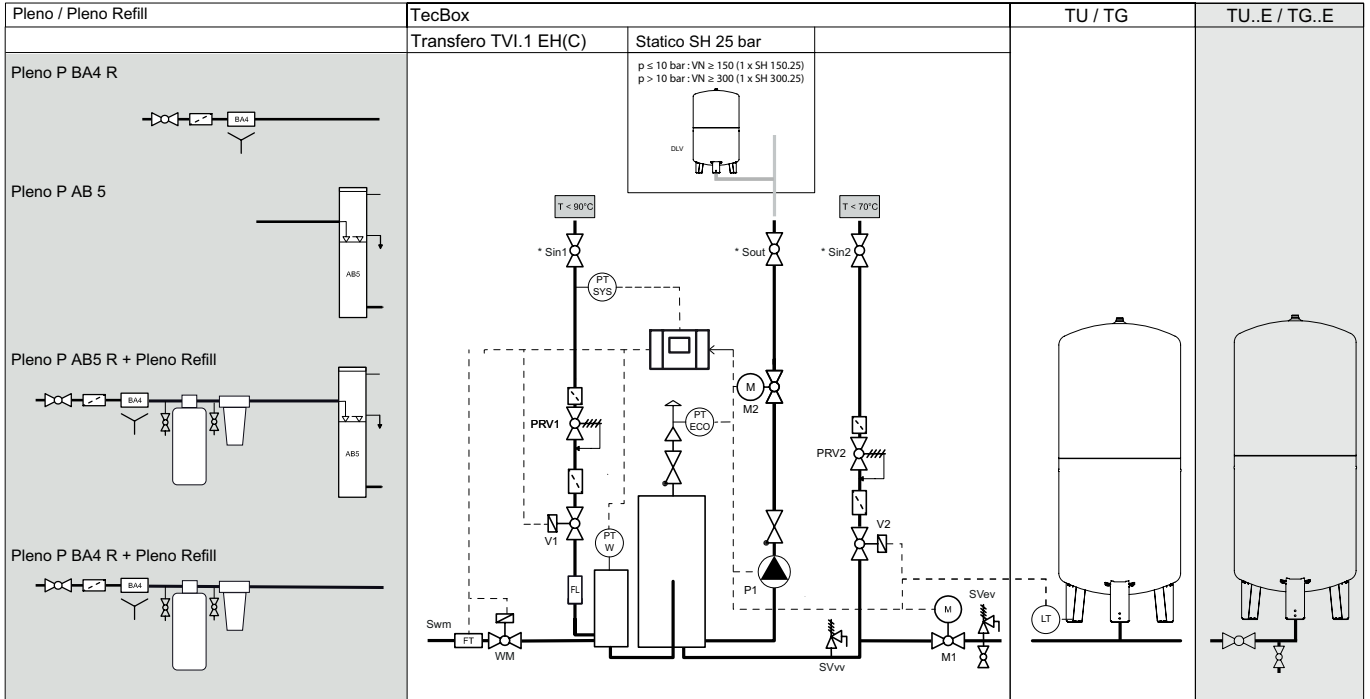 Pleno / Pleno Refill
TecBox
TU / TG
TU..E / TG..E
Transfero TVI.1 EH(C)
Statico SH 25 bar
Pleno P BA4 R
BA4
Pleno P AB 5
AB5
Pleno P AB5 R + Pleno Refill
BA4
AB5
Pleno P BA4 R + Pleno Refill
BA4
p ≤ 10 bar : VN ≥ 150 (1 x SH 150.25)
p > 10 bar : VN ≥ 300 (1 x SH 300.25)
DLV
T < 90°C
T < 70°C
* Sin1
* Sout
* Sin2
PT
SYS
M
M2
PT
ECO
PRV1
PRV2
V1
V2
PT
W
P1
FL
Swm
FT
WM
SVvv
M
M1
SVev
LT